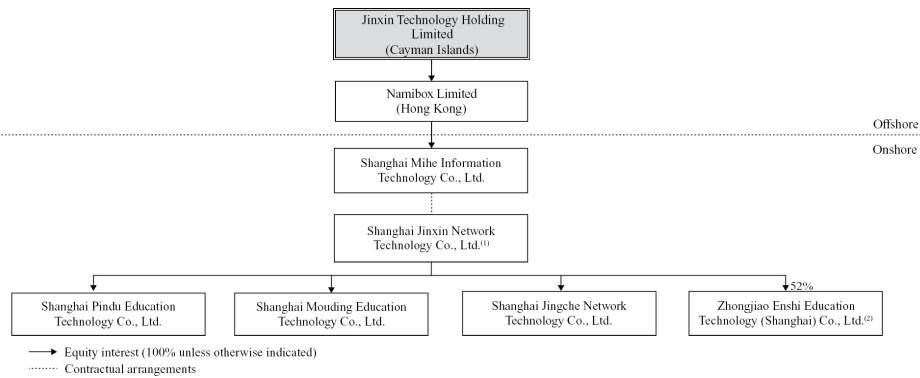 Jinxin Technology Holding
Limited
(Cayman Islands)
Namibox Limited
(Hong Kong)
Offshore
Onshore
Shanghai Mihe Information
Technology Co., Ltd.
Shanghai Jinxin Network
Technology Co., Ltd.(1)
52%
Shanghai Pindu Education
Technology Co., Ltd.
Shanghai Mouding Education
Technology Co., Ltd.
Shanghai Jingche Network
Technology Co., Ltd.
Zhongjiao Enshi Education
Technology (Shanghai) Co., Ltd.(2)
Equity interest (100% unless otherwise indicated)
Contractual arrangements